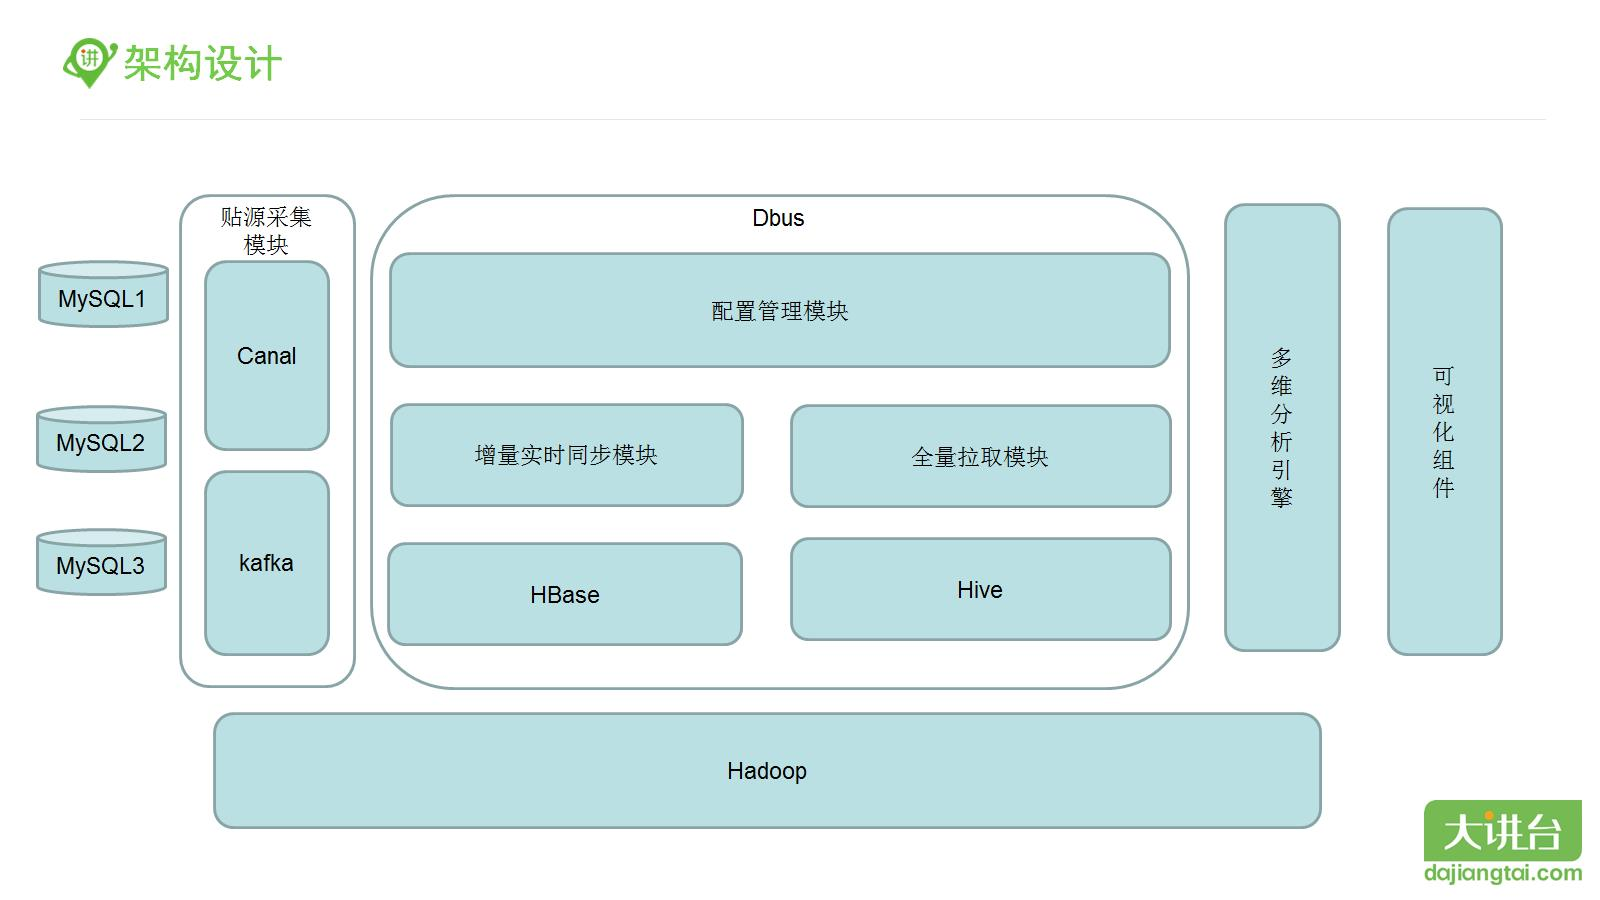 讲
架构设计
贴源采集
模块
Dbus
MySQL1
配置管理模块
Canal
MySQL2
增量实时同步模块
全量拉取模块
多维分析引擎
可视化组件
MySQL3
kafka
HBase
Hive
Hadoop
大讲台
dajiangtai.com